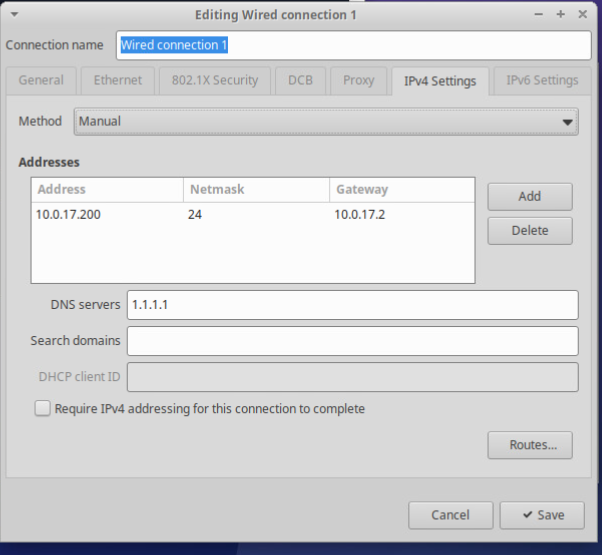 Editing Wired connection 1
Connection name Wired connection 1
General Ethernet 802.1X Security DCB Proxy IPv4 Settings IPv6 Settings
Method Manual
Addresses
Address Netmask Gateway
10.0.17.200 24 10.0.17.2
Add
Delete
DNS servers 1.1.1.1
Search domains
DHCP client ID
Require IPv4 addressing for this connection to complete
Routes...
Cancel Save